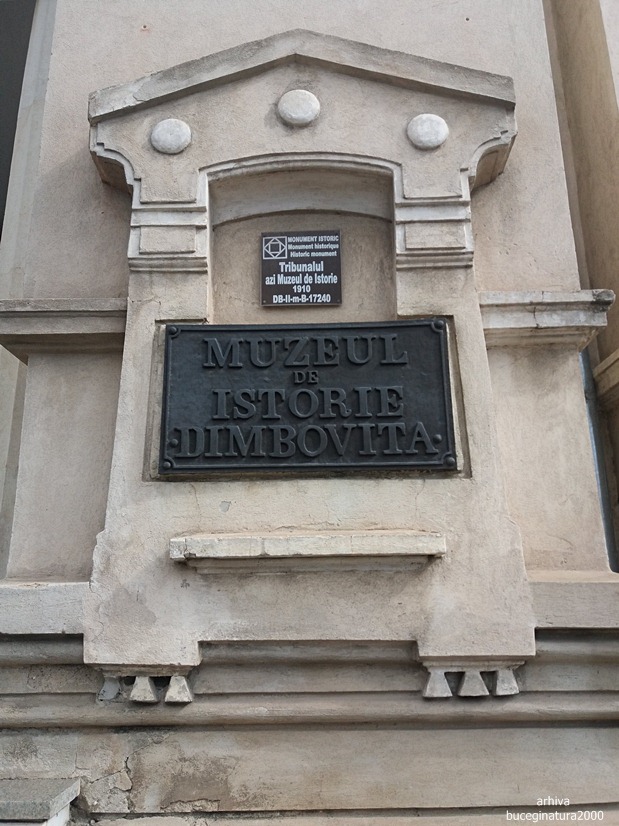 MONUMENT ISTORIC
Monument historique
Historic monument
Tribunalul
azi Muzeul de Istorie
1910
DB-II-m-B-17240
MUZEUL
DE
ISTORIE
·DIMBOVITA·
arhiva
buceginatura2000